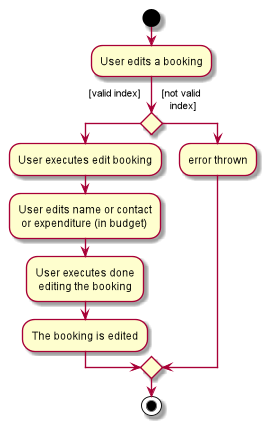 User edits a booking
[valid index]
[not valid
index]
User executes edit booking
error thrown
User edits name or contact
or expenditure (in budget)
User executes done
editing the booking
The booking is edited